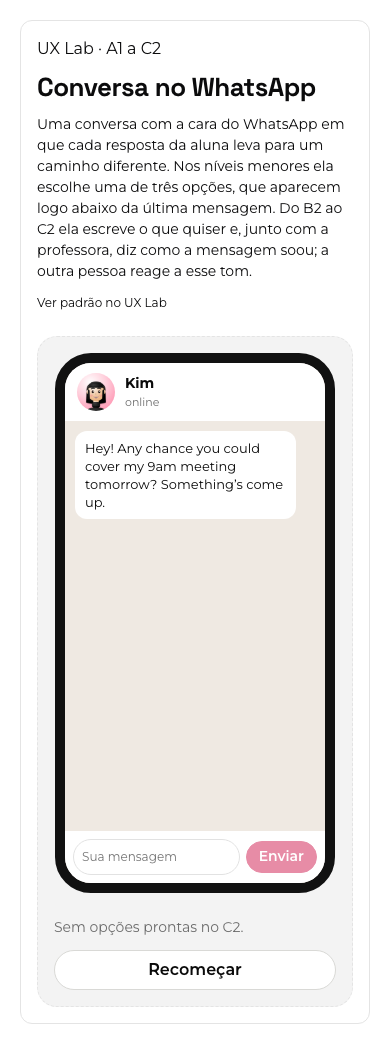 UX Lab · A1 a C2
Conversa no WhatsApp
Uma conversa com a cara do WhatsApp em
que cada resposta da aluna leva para um
caminho diferente. Nos níveis menores ela
escolhe uma de três opções, que aparecem
logo abaixo da última mensagem. Do B2 ao
C2 ela escreve o que quiser e, junto com a
professora, diz como a mensagem soou; a
outra pessoa reage a esse tom.
Ver padrão no UX Lab
Kim
online
Hey! Any chance you could
cover my 9am meeting
tomorrow? Something’s come
up.
Sua mensagem
Enviar
Sem opções prontas no C2.
Recomeçar